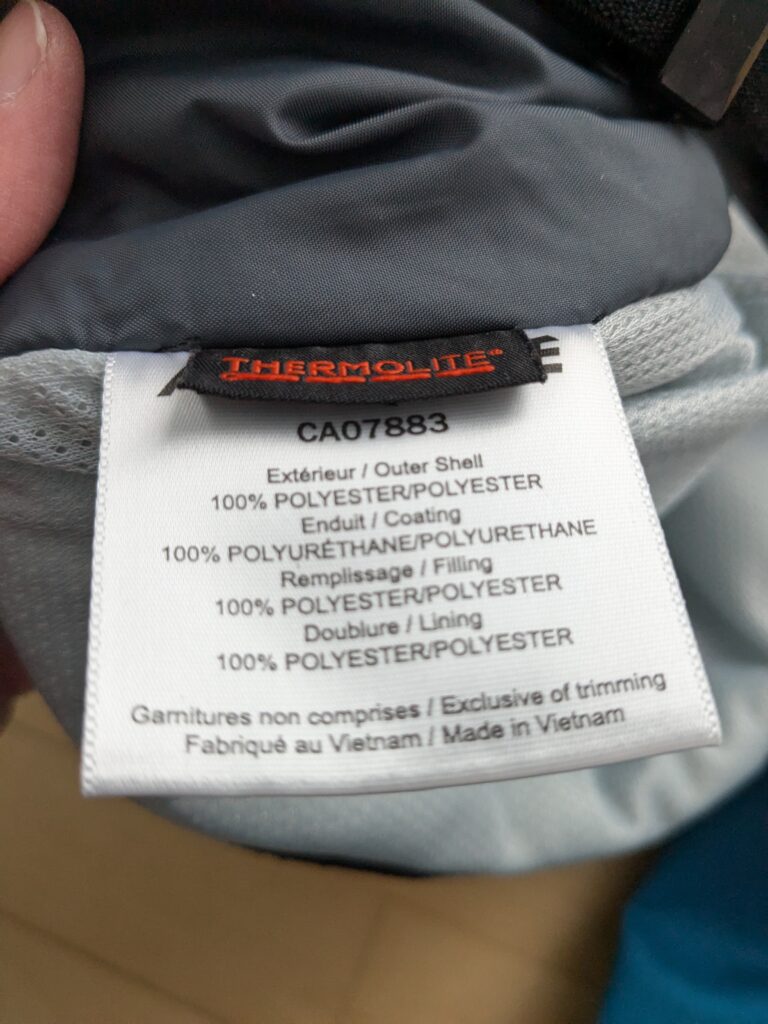 THERMOLITE®
CA07883
Extérieur / Outer Shell
100% POLYESTER/POLYESTER
Enduit / Coating
100% POLYURÉTHANE/POLYURETHANE
Remplissage / Filling
100% POLYESTER/POLYESTER
Doublure / Lining
100% POLYESTER/POLYESTER
Garnitures non comprises / Exclusive of trimming
Fabriqué au Vietnam / Made in Vietnam